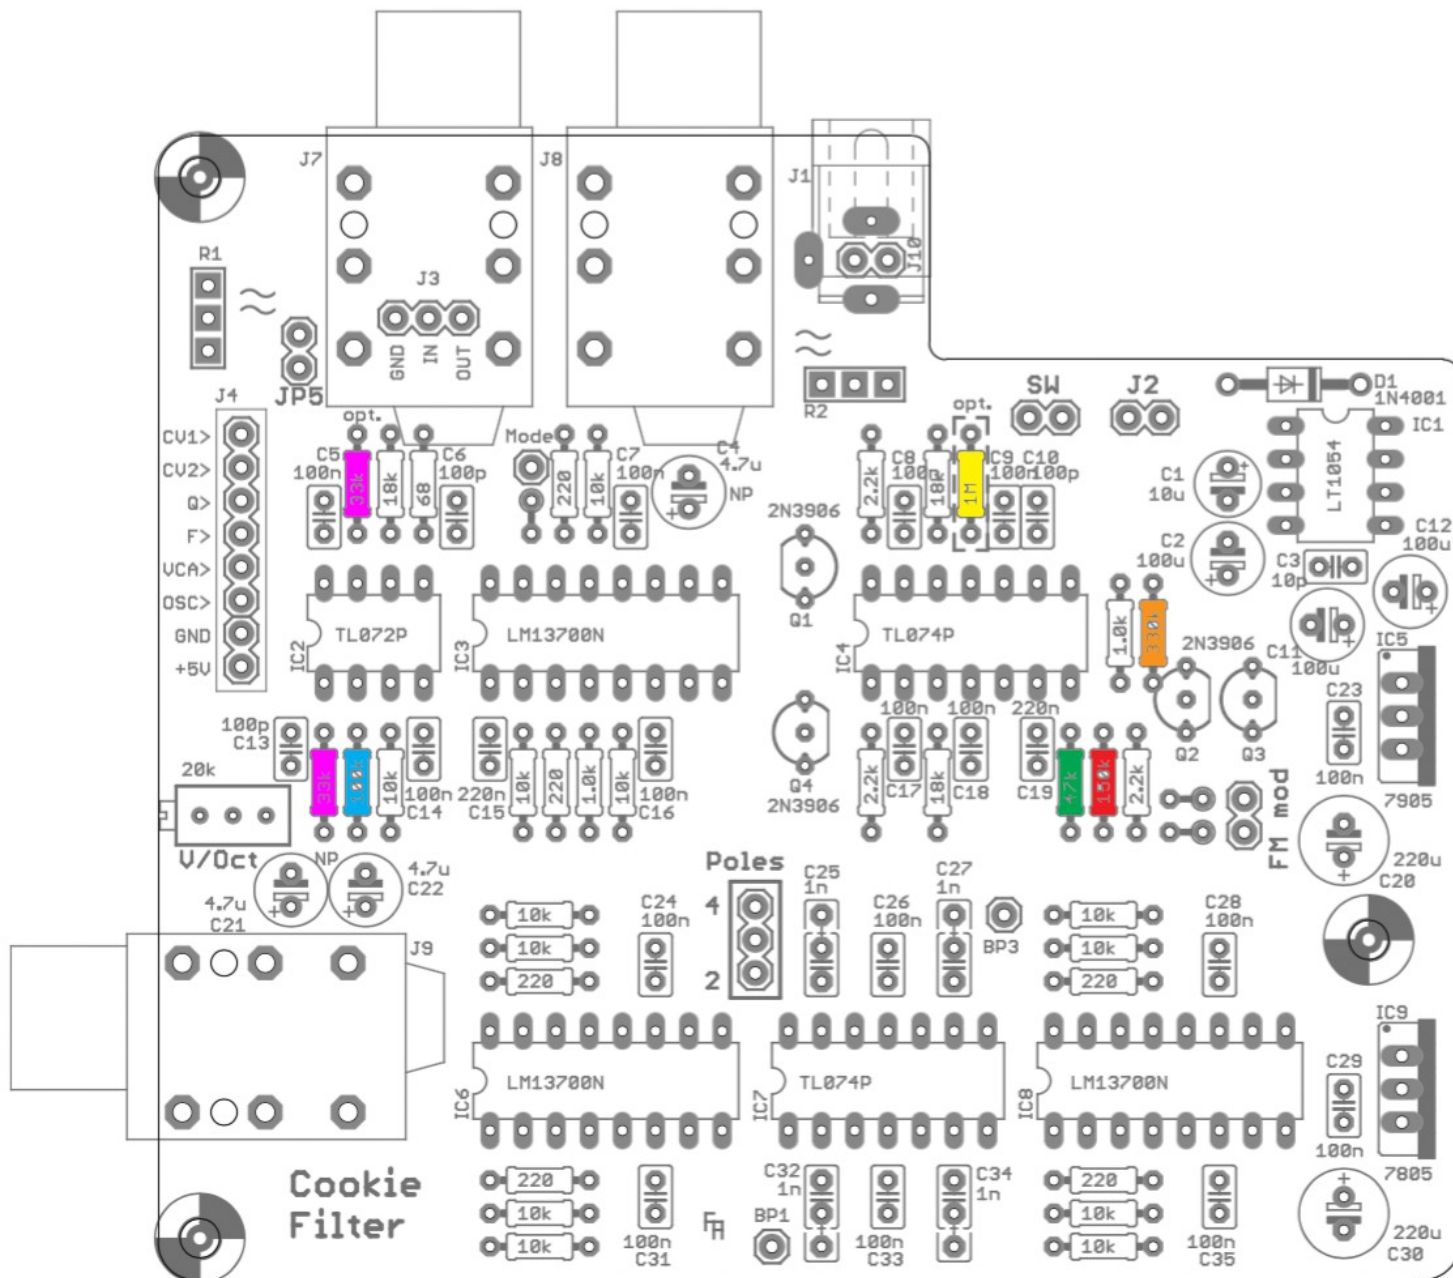 J7
J8
J1
J10
R1
J3
GND
IN
OUT
JP5
R2
SW
J2
D1
1N4001
IC1
LT1054
J4
CV1>
CV2>
Q>
F>
VCA>
OSC>
GND
+5V
opt.
C5
100n
33k
18k
68
C6
100p
Mode
220
10k
C7
100n
C4
4.7u
NP
2N3906
Q1
2.2k
C8
100n
18k
opt.
1M
C9
100n
C10
100p
C1
10u
+
C2
100u
+
C3
10p
C12
100u
+
C11
100u
+
IC2
TL072P
IC3
LM13700N
IC4
TL074P
1.0k
2N3906
Q2
Q3
IC5
C23
100n
7905
100p
C13
33k
100k
10k
100n
C14
220n
C15
10k
220
1.0k
10k
100n
C16
Q4
2N3906
2.2k
100n
C17
18k
100n
C18
220n
C19
47k
150k
2.2k
FM mod
20k
V/Oct
NP
4.7u
C21
+
4.7u
C22
+
220u
C20
+
Poles
4
2
10k
10k
220
C24
100n
C25
1n
+
C26
100n
C27
1n
+
BP3
10k
10k
220
C28
100n
J9
IC6
LM13700N
IC7
TL074P
IC8
LM13700N
IC9
C29
100n
7805
Cookie
Filter
220
10k
10k
100n
C31
FA
BP1
C32
1n
+
100n
C33
C34
1n
+
220
10k
10k
100n
C35
+
220u
C30